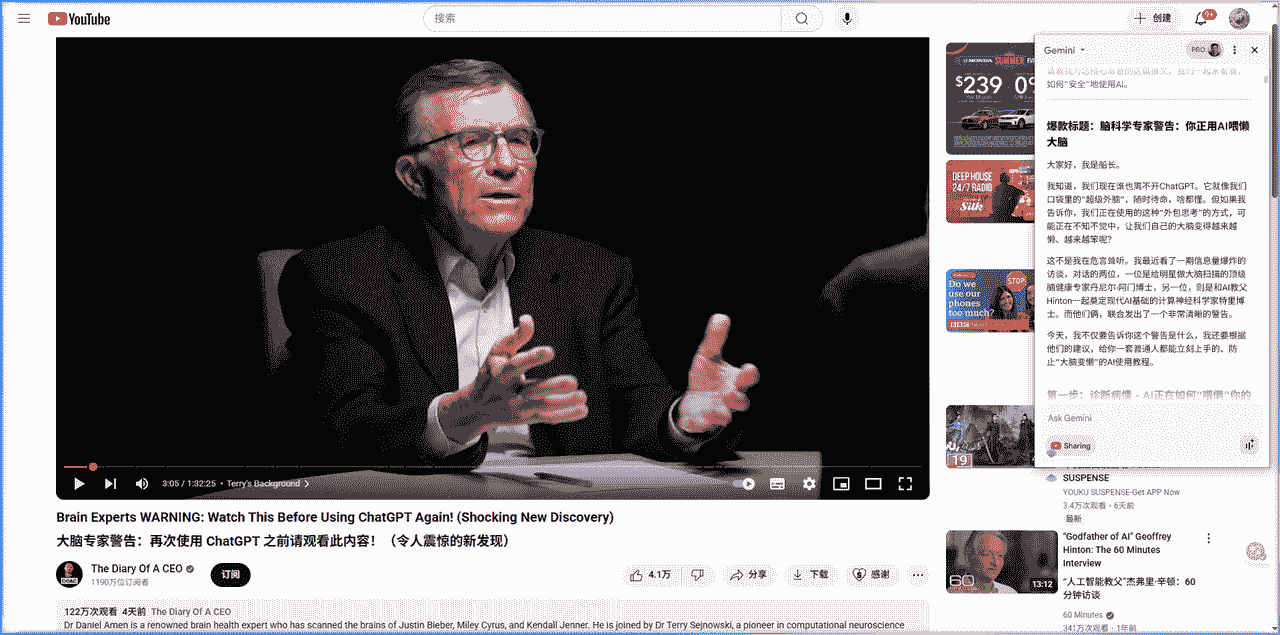 YouTube
搜索
创建
9+
Gemini
PRO
如何“安全”地使用AI。
爆款标题：脑科学专家警告：你正用AI喂懒
大脑
大家好，我是船长。
我知道，我们现在谁也离不开ChatGPT。它就像我们
口袋里的“超级外脑”，随时待命，啥都懂。但如果我
告诉你，我们正在使用的这种“外包思考”的方式，可
能正在不知不觉中，让我们自己的大脑变得越来越
懒、越来越笨呢？
这不是我在危言耸听。我最近看了一期信息量爆炸的
访谈，对话的两位，一位是给明星做大脑扫描的顶级
脑健康专家丹尼尔·阿门博士，另一位，则是和AI教父
Hinton一起奠定现代AI基础的计算神经科学家特里博
士。而他们俩，联合发出了一个非常清晰的警告。
今天，我不仅要告诉你这个警告是什么，我还要根据
他们的建议，给你一套普通人都能立刻上手的、防
止“大脑变懒”的AI使用教程。
第一步：诊断病情 - AI正在如何“喂懒”你的
Ask Gemini
Sharing
HONDA
SUMMER
$239
DEEP HOUSE
24/7 RADIO
Silk
Do we
use our
phones
too much?
STOP
BBC
19
3:05 / 1:32:25 • Terry's Background
Brain Experts WARNING: Watch This Before Using ChatGPT Again! (Shocking New Discovery)
大脑专家警告：再次使用 ChatGPT 之前请观看此内容！（令人震惊的新发现）
The Diary Of A CEO
1190万位订阅者
订阅
4.1万
分享
下载
感谢
122万次观看 4天前 The Diary Of A CEO
Dr Daniel Amen is a renowned brain health expert who has scanned the brains of Justin Bieber, Miley Cyrus, and Kendall Jenner. He is joined by Dr Terry Sejnowski, a pioneer in computational neuroscience
SUSPENSE
YOUKU SUSPENSE-Get APP Now
3.4万次观看 • 6天前
最新
60
13:12
"Godfather of AI" Geoffrey
Hinton: The 60 Minutes
Interview
“人工智能教父”杰弗里·辛顿：60
分钟访谈
60 Minutes
341万次观看 • 1年前